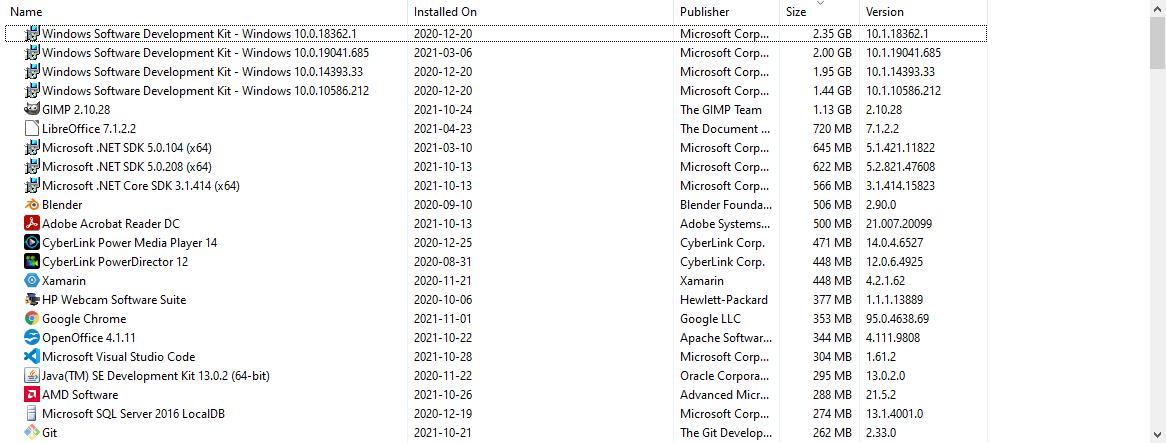 Name Installed On Publisher Size Version
Windows Software Development Kit - Windows 10.0.18362.1 2020-12-20 Microsoft Corp... 2.35 GB 10.1.18362.1
Windows Software Development Kit - Windows 10.0.19041.685 2021-03-06 Microsoft Corp... 2.00 GB 10.1.19041.685
Windows Software Development Kit - Windows 10.0.14393.33 2020-12-20 Microsoft Corp... 1.95 GB 10.1.14393.33
Windows Software Development Kit - Windows 10.0.10586.212 2020-12-20 Microsoft Corp... 1.44 GB 10.1.10586.212
GIMP 2.10.28 2021-10-24 The GIMP Team 1.13 GB 2.10.28
LibreOffice 7.1.2.2 2021-04-23 The Document ... 720 MB 7.1.2.2
Microsoft .NET SDK 5.0.104 (x64) 2021-03-10 Microsoft Corp... 645 MB 5.1.421.11822
Microsoft .NET SDK 5.0.208 (x64) 2021-10-13 Microsoft Corp... 622 MB 5.2.821.47608
Microsoft .NET Core SDK 3.1.414 (x64) 2021-10-13 Microsoft Corp... 566 MB 3.1.414.15823
Blender 2020-09-10 Blender Founda... 506 MB 2.90.0
Adobe Acrobat Reader DC 2021-10-13 Adobe Systems... 500 MB 21.007.20099
CyberLink Power Media Player 14 2020-12-25 CyberLink Corp. 471 MB 14.0.4.6527
CyberLink PowerDirector 12 2020-08-31 CyberLink Corp. 448 MB 12.0.6.4925
Xamarin 2020-11-21 Xamarin 448 MB 4.2.1.62
HP Webcam Software Suite 2020-10-06 Hewlett-Packard 377 MB 1.1.1.13889
Google Chrome 2021-11-01 Google LLC 353 MB 95.0.4638.69
OpenOffice 4.1.11 2021-10-22 Apache Softwar... 344 MB 4.111.9808
Microsoft Visual Studio Code 2021-10-28 Microsoft Corp... 304 MB 1.61.2
Java(TM) SE Development Kit 13.0.2 (64-bit) 2020-11-22 Oracle Corpora... 295 MB 13.0.2.0
AMD Software 2021-10-26 Advanced Micr... 288 MB 21.5.2
Microsoft SQL Server 2016 LocalDB 2020-12-19 Microsoft Corp... 274 MB 13.1.4001.0
Git 2021-10-21 The Git Develop... 262 MB 2.33.0